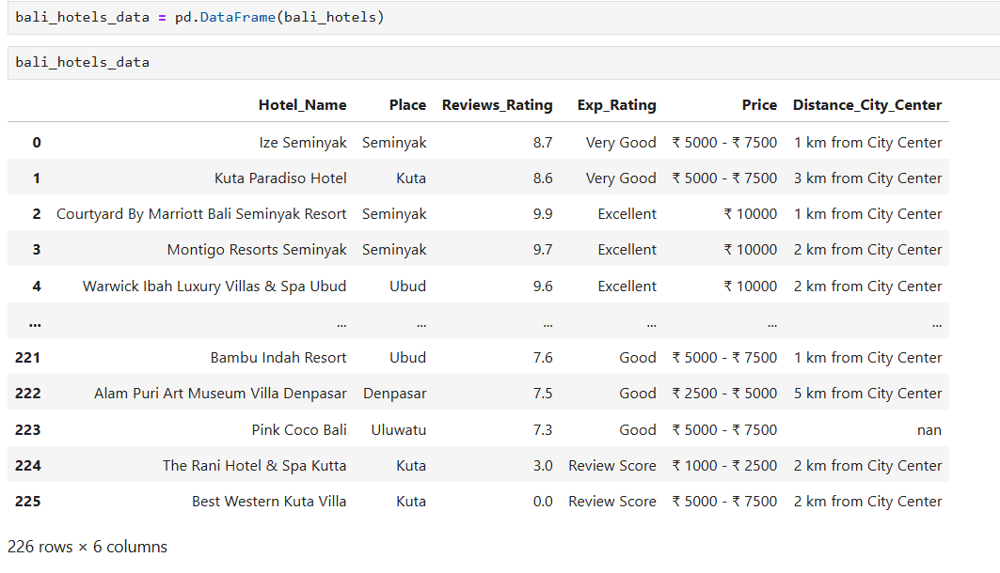 bali_hotels_data = pd.DataFrame(bali_hotels)
bali_hotels_data
Hotel_Name Place Reviews_Rating Exp_Rating Price Distance_City_Center
0 Ize Seminyak Seminyak 8.7 Very Good ₹ 5000 - ₹ 7500 1 km from City Center
1 Kuta Paradiso Hotel Kuta 8.6 Very Good ₹ 5000 - ₹ 7500 3 km from City Center
2 Courtyard By Marriott Bali Seminyak Resort Seminyak 9.9 Excellent ₹ 10000 1 km from City Center
3 Montigo Resorts Seminyak Seminyak 9.7 Excellent ₹ 10000 2 km from City Center
4 Warwick Ibah Luxury Villas & Spa Ubud Ubud 9.6 Excellent ₹ 10000 2 km from City Center
... ... ... ... ... ... ...
221 Bambu Indah Resort Ubud 7.6 Good ₹ 5000 - ₹ 7500 1 km from City Center
222 Alam Puri Art Museum Villa Denpasar Denpasar 7.5 Good ₹ 2500 - ₹ 5000 5 km from City Center
223 Pink Coco Bali Uluwatu 7.3 Good ₹ 5000 - ₹ 7500 nan
224 The Rani Hotel & Spa Kutta Kuta 3.0 Review Score ₹ 1000 - ₹ 2500 2 km from City Center
225 Best Western Kuta Villa Kuta 0.0 Review Score ₹ 5000 - ₹ 7500 2 km from City Center
226 rows × 6 columns